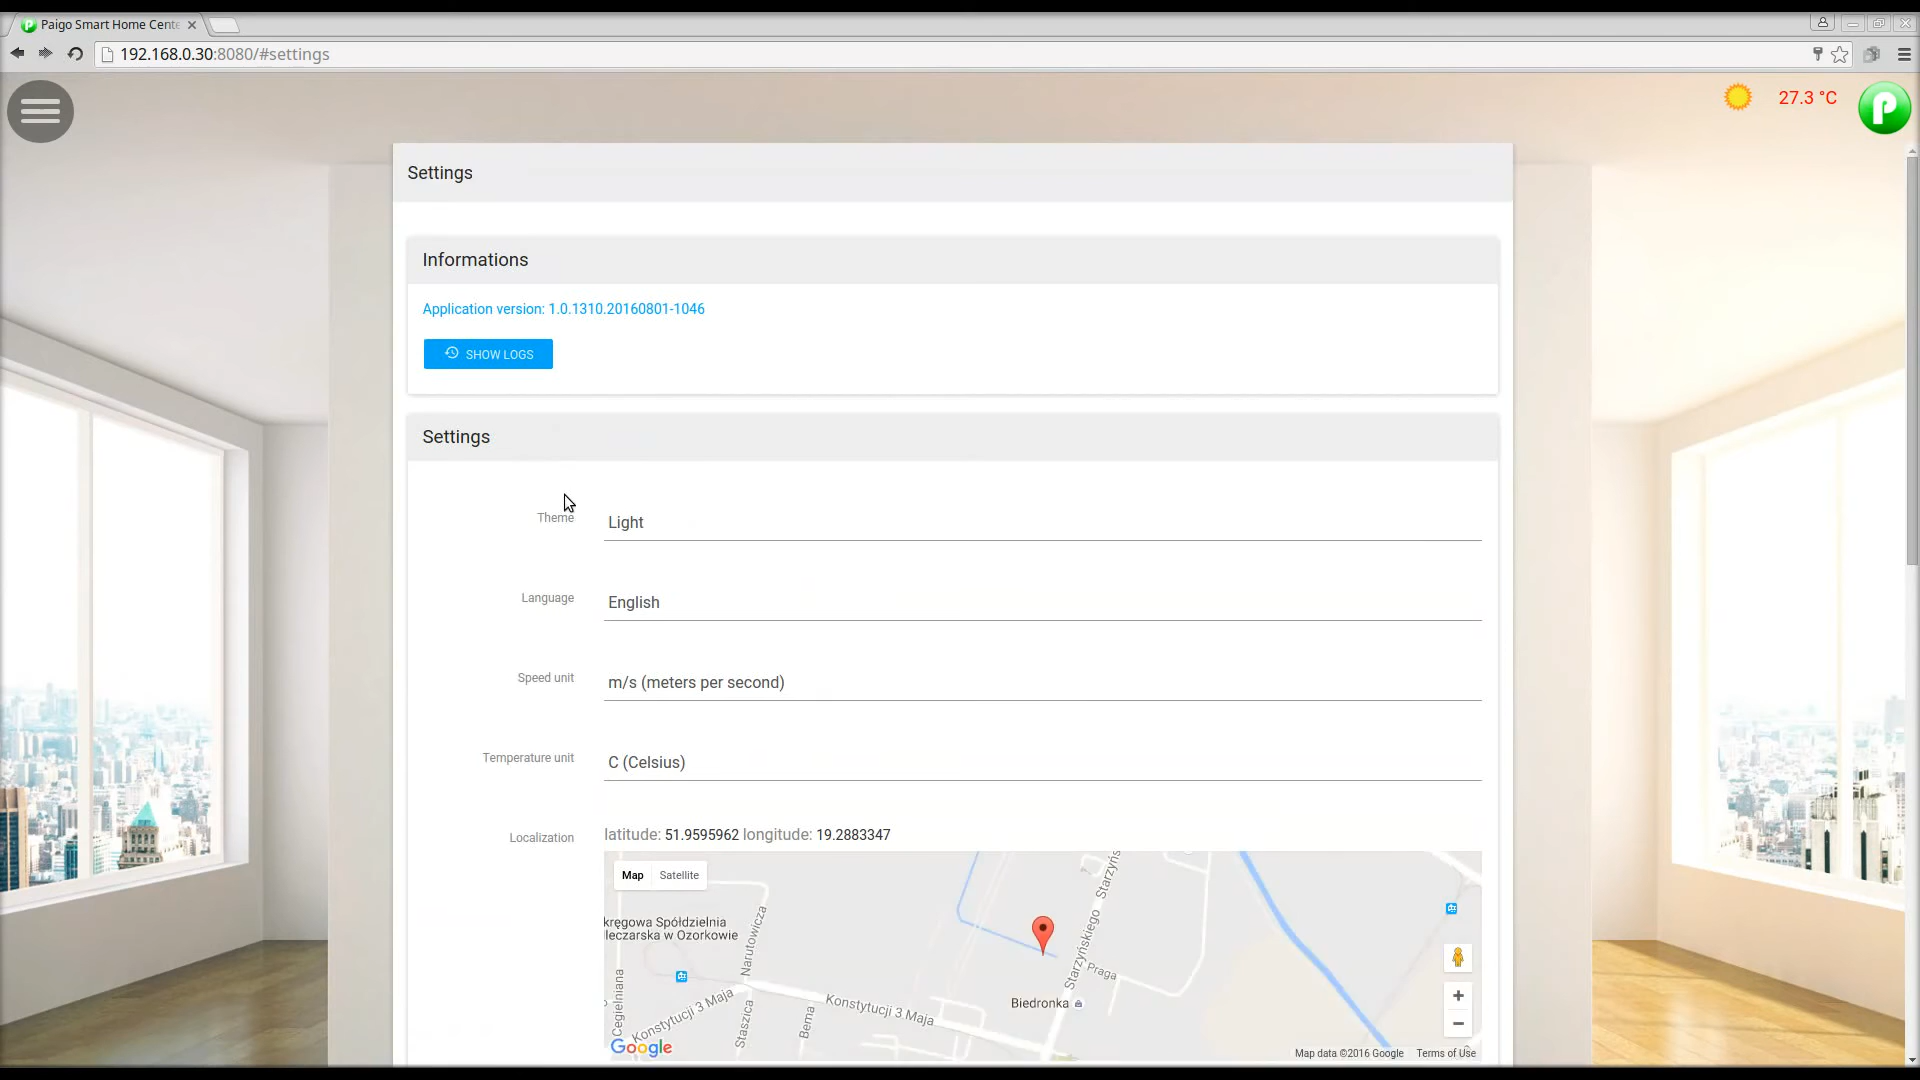 Paigo Smart Home Cente
192.168.0.30:8080/#settings
27.3 °C
Settings
Informations
Application version: 1.0.1310.20160801-1046
SHOW LOGS
Settings
Theme
Light
Language
English
Speed unit
m/s (meters per second)
Temperature unit
C (Celsius)
Localization
latitude: 51.9595962 longitude: 19.2883347
Map Satellite
kręgowa Spółdzielnia
leczarska w Ozorkowie
Narutowicza
Starzyńs
Starzyńskiego
Praga
Cegielniana
Konstytucji 3 Maja
Staszica
Bema
Konstytucji 3 Maja
Biedronka
Google
Map data ©2016 Google Terms of Use